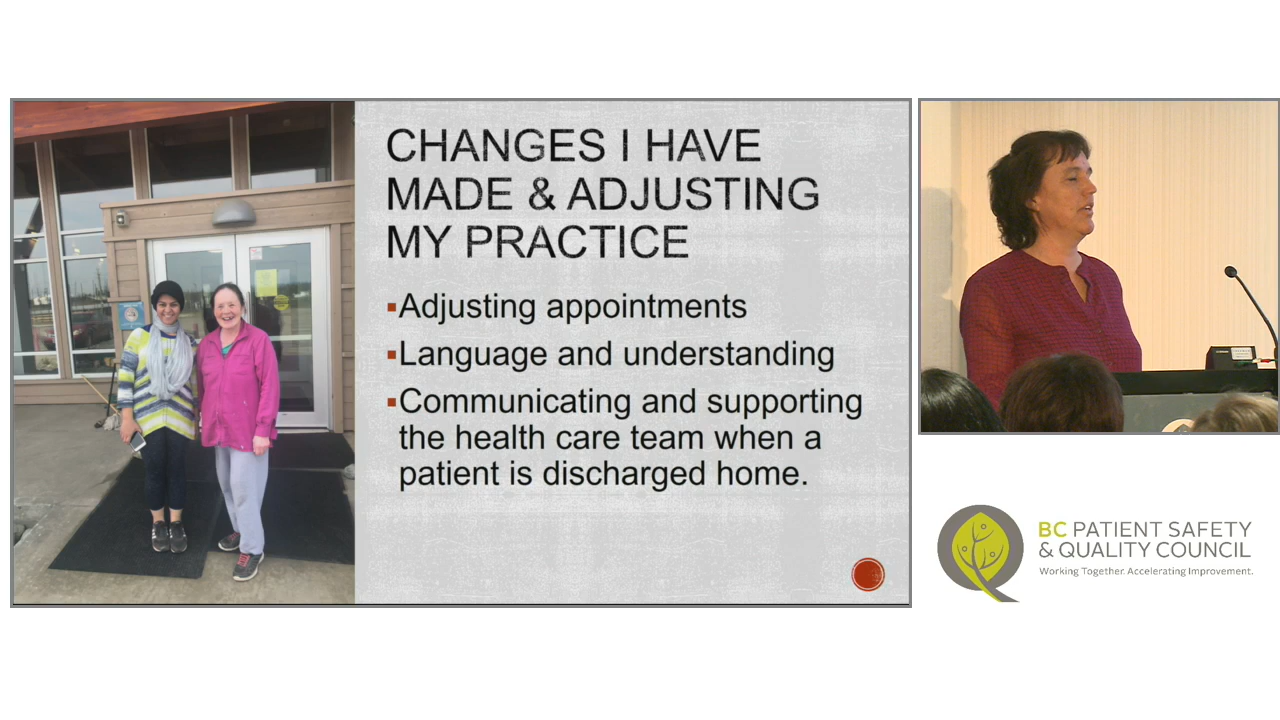 CHANGES I HAVE
MADE & ADJUSTING
MY PRACTICE
▪Adjusting appointments
▪Language and understanding
▪Communicating and supporting
the health care team when a
patient is discharged home.
BC PATIENT SAFETY
& QUALITY COUNCIL
Working Together. Accelerating Improvement.